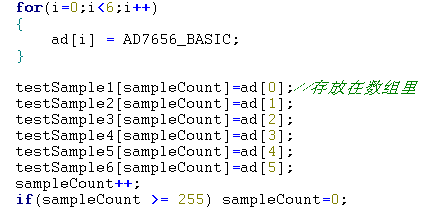 for(i=0;i<6;i++)
{
    ad[i] = AD7656_BASIC;
}
testSample1[sampleCount]=ad[0];//存放在数组里
testSample2[sampleCount]=ad[1];
testSample3[sampleCount]=ad[2];
testSample4[sampleCount]=ad[3];
testSample5[sampleCount]=ad[4];
testSample6[sampleCount]=ad[5];
sampleCount++;
if(sampleCount >= 255) sampleCount=0;